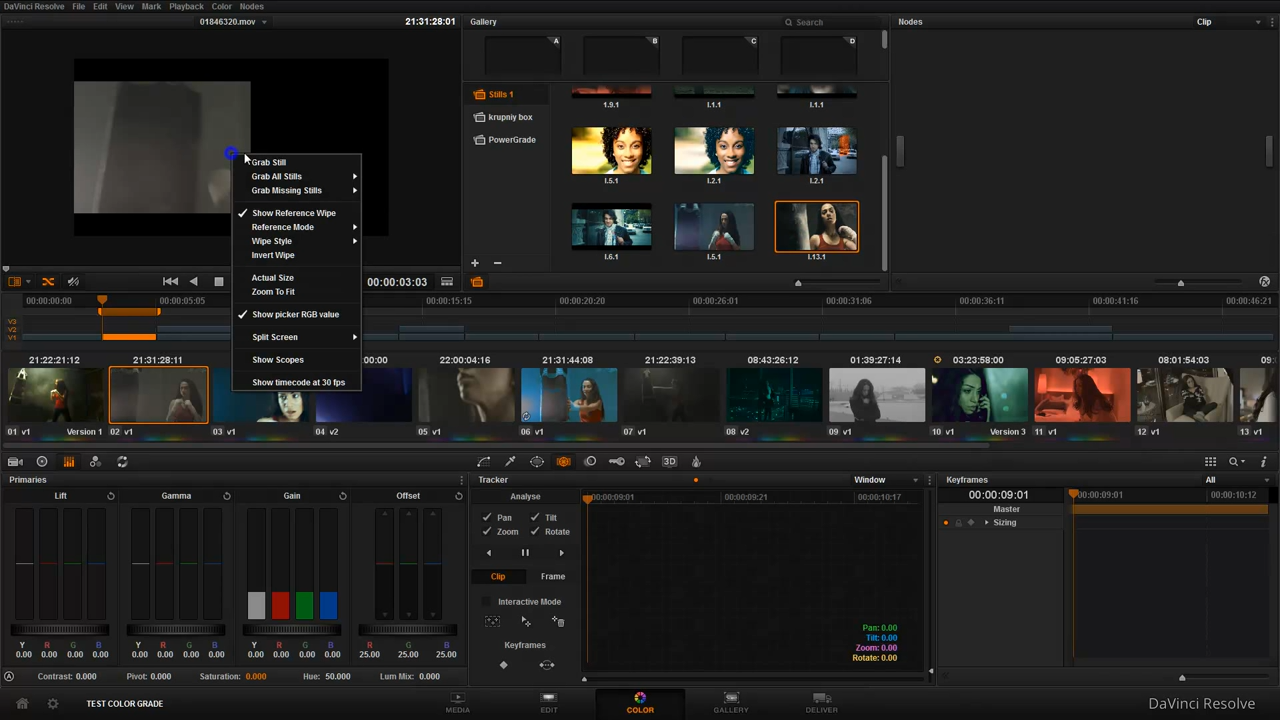 DaVinci Resolve File Edit View Mark Playback Color Nodes
01846320.mov 21:31:28:01
Gallery Search
Nodes Clip
A B C D
Stills 1
krupniy box
PowerGrade
1.9.1 I.1.1 I.1.1
I.5.1 I.2.1 I.2.1
I.6.1 I.5.1 I.13.1
Grab Still
Grab All Stills
Grab Missing Stills
Show Reference Wipe
Reference Mode
Wipe Style
Invert Wipe
Actual Size
Zoom To Fit
Show picker RGB value
Split Screen
Show Scopes
Show timecode at 30 fps
00:00:03:03
00:00:00:00 00:00:05:05 00:00:15:15 00:00:20:20 00:00:31:06 00:00:41:16 00:00:46:21
V3
V2
V1
21:22:21:12 21:31:28:11 00:00 22:00:04:16 21:31:44:08 22:22:39:13 08:43:26:12 01:39:27:14 03:23:58:00 09:05:27:03 08:01:54:03 09:
A
01 v1 Version 1 02 v1 03 v1 04 v2 05 v1 06 v1 07 v1 08 v2 09 v1 10 v1 Version 3 11 v1 12 v1 13 v1
3D
Primaries
Lift Gamma Gain Offset
Y R G B Y R G B Y R G B R G B
0.00 0.00 0.00 0.00 0.00 0.00 0.00 0.00 0.00 0.00 0.00 0.00 25.00 25.00 25.00
A Contrast: 0.000 Pivot: 0.000 Saturation: 0.000 Hue: 50.000 Lum Mix: 0.000
Tracker Window
Analyse 00:00:09:01 00:00:09:21 00:00:10:17
Pan Tilt
Zoom Rotate
Clip Frame
Interactive Mode
Keyframes
Pan: 0.00
Tilt: 0.00
Zoom: 0.00
Rotate: 0.00
Keyframes All
00:00:09:01 00:00:09:01 00:00:10:12
Master
Sizing
TEST COLOR GRADE
MEDIA EDIT COLOR GALLERY DELIVER
DaVinci Resolve